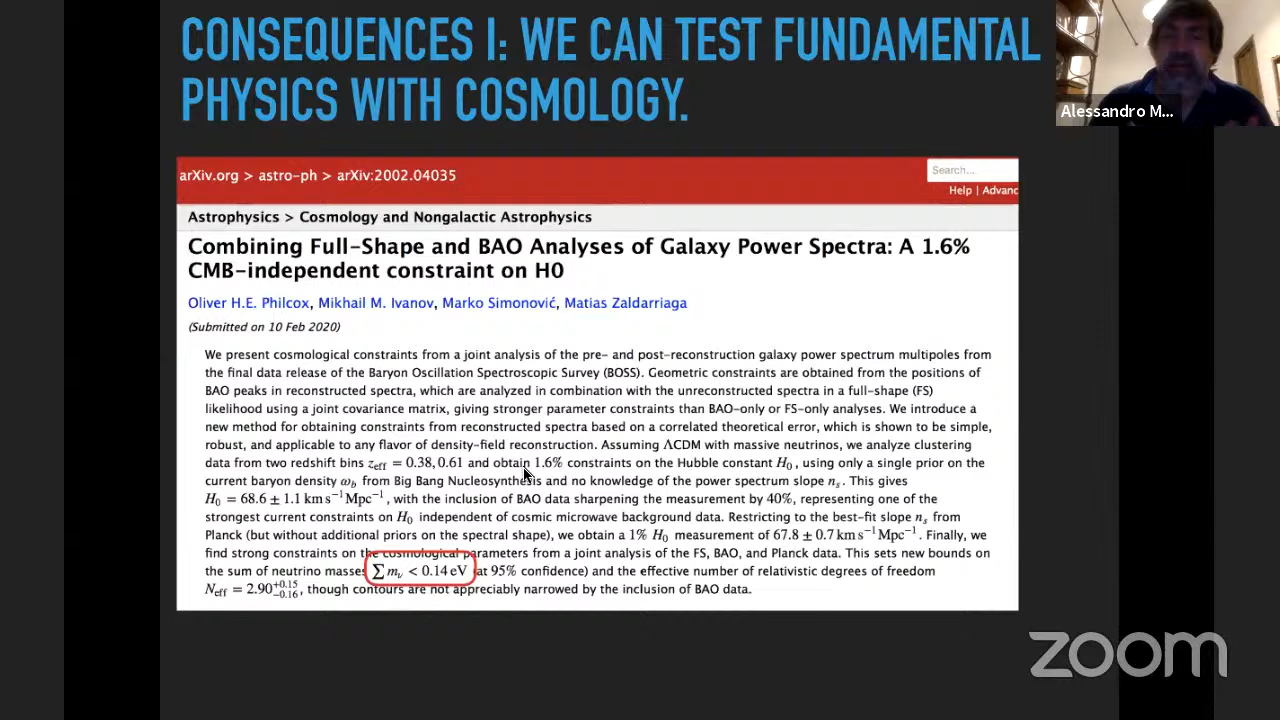 CONSEQUENCES I: WE CAN TEST FUNDAMENTAL
PHYSICS WITH COSMOLOGY.
Alessandro M...
arXiv.org > astro-ph > arXiv:2002.04035
Search...
Help | Advanc
Astrophysics > Cosmology and Nongalactic Astrophysics
Combining Full-Shape and BAO Analyses of Galaxy Power Spectra: A 1.6%
CMB-independent constraint on H0
Oliver H.E. Philcox, Mikhail M. Ivanov, Marko Simonović, Matias Zaldarriaga
(Submitted on 10 Feb 2020)
We present cosmological constraints from a joint analysis of the pre- and post-reconstruction galaxy power spectrum multipoles from
the final data release of the Baryon Oscillation Spectroscopic Survey (BOSS). Geometric constraints are obtained from the positions of
BAO peaks in reconstructed spectra, which are analyzed in combination with the unreconstructed spectra in a full-shape (FS)
likelihood using a joint covariance matrix, giving stronger parameter constraints than BAO-only or FS-only analyses. We introduce a
new method for obtaining constraints from reconstructed spectra based on a correlated theoretical error, which is shown to be simple,
robust, and applicable to any flavor of density-field reconstruction. Assuming ΛCDM with massive neutrinos, we analyze clustering
data from two redshift bins z_eff = 0.38, 0.61 and obtain 1.6% constraints on the Hubble constant H₀, using only a single prior on the
current baryon density ω_b from Big Bang Nucleosynthesis and no knowledge of the power spectrum slope n_s. This gives
H₀ = 68.6 ± 1.1 km s⁻¹Mpc⁻¹, with the inclusion of BAO data sharpening the measurement by 40%, representing one of the
strongest current constraints on H₀ independent of cosmic microwave background data. Restricting to the best-fit slope n_s from
Planck (but without additional priors on the spectral shape), we obtain a 1% H₀ measurement of 67.8 ± 0.7 km s⁻¹Mpc⁻¹. Finally, we
find strong constraints on the cosmological parameters from a joint analysis of the FS, BAO, and Planck data. This sets new bounds on
the sum of neutrino masses ∑ m_ν < 0.14 eV (at 95% confidence) and the effective number of relativistic degrees of freedom
N_eff = 2.90⁺⁰·¹⁵₋₀.₁₆, though contours are not appreciably narrowed by the inclusion of BAO data.
zoom